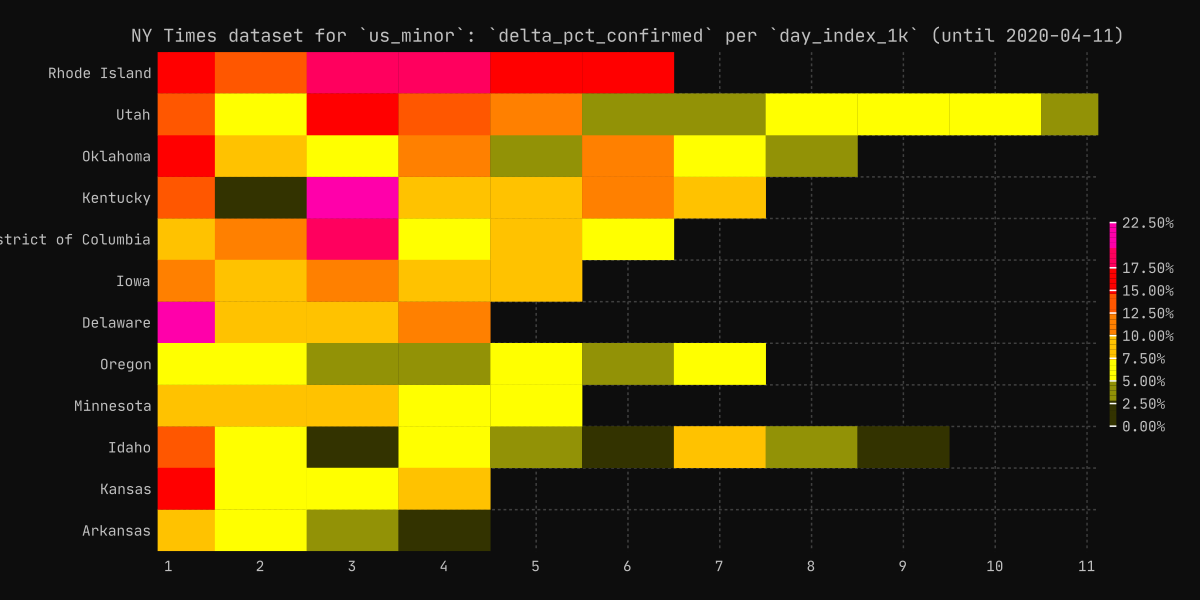 NY Times dataset for `us_minor`: `delta_pct_confirmed` per `day_index_1k` (until 2020-04-11)
Rhode Island
Utah
Oklahoma
Kentucky
strict of Columbia
Iowa
Delaware
Oregon
Minnesota
Idaho
Kansas
Arkansas
1 2 3 4 5 6 7 8 9 10 11
22.50%
17.50%
15.00%
12.50%
10.00%
7.50%
5.00%
2.50%
0.00%